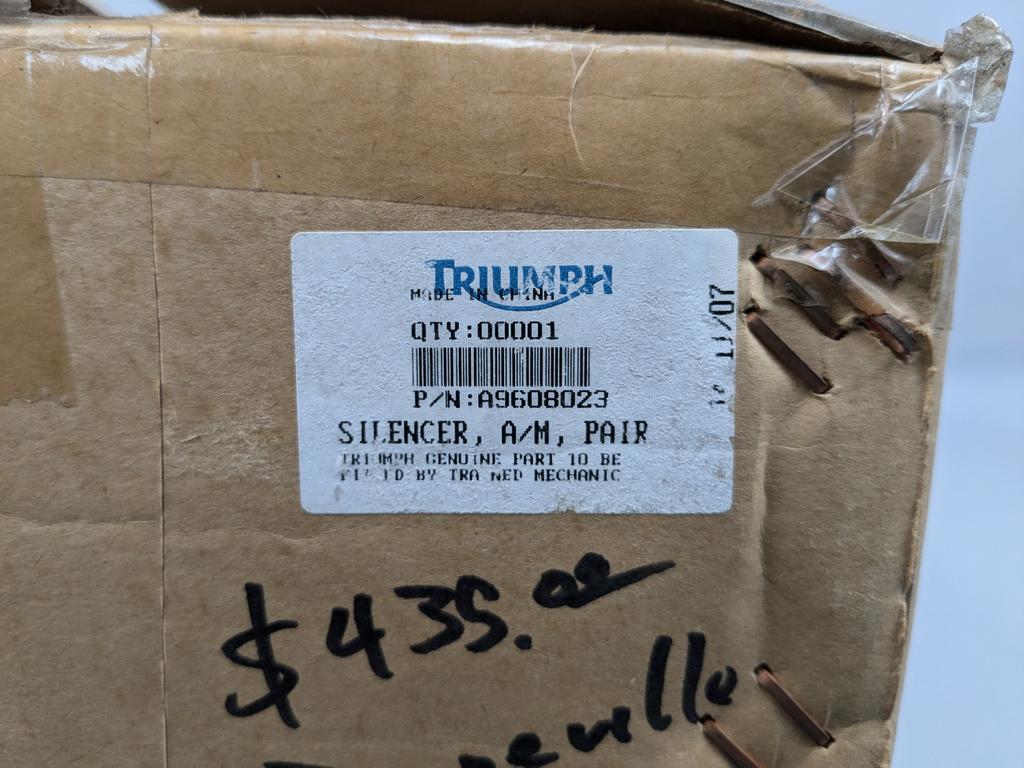 TRIUMPH
MADE IN CHINA
QTY:00001
P/N:A9608023
SILENCER, A/M, PAIR
TRIUMPH GENUINE PART TO BE
FITTED BY TRAINED MECHANIC
11/07
$435.00